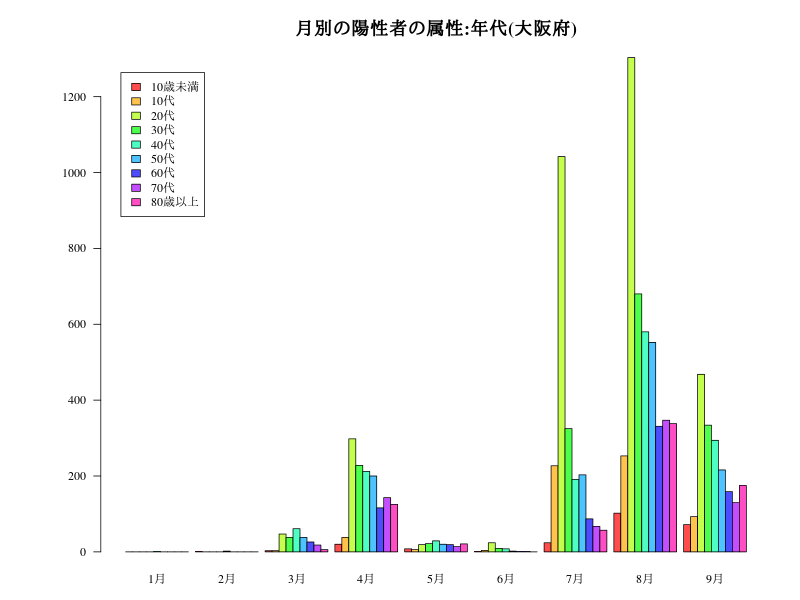 月別の陽性者の属性:年代(大阪府)
10歳未満
10代
20代
30代
40代
50代
60代
70代
80歳以上
1200
1000
800
600
400
200
0
1月 2月 3月 4月 5月 6月 7月 8月 9月